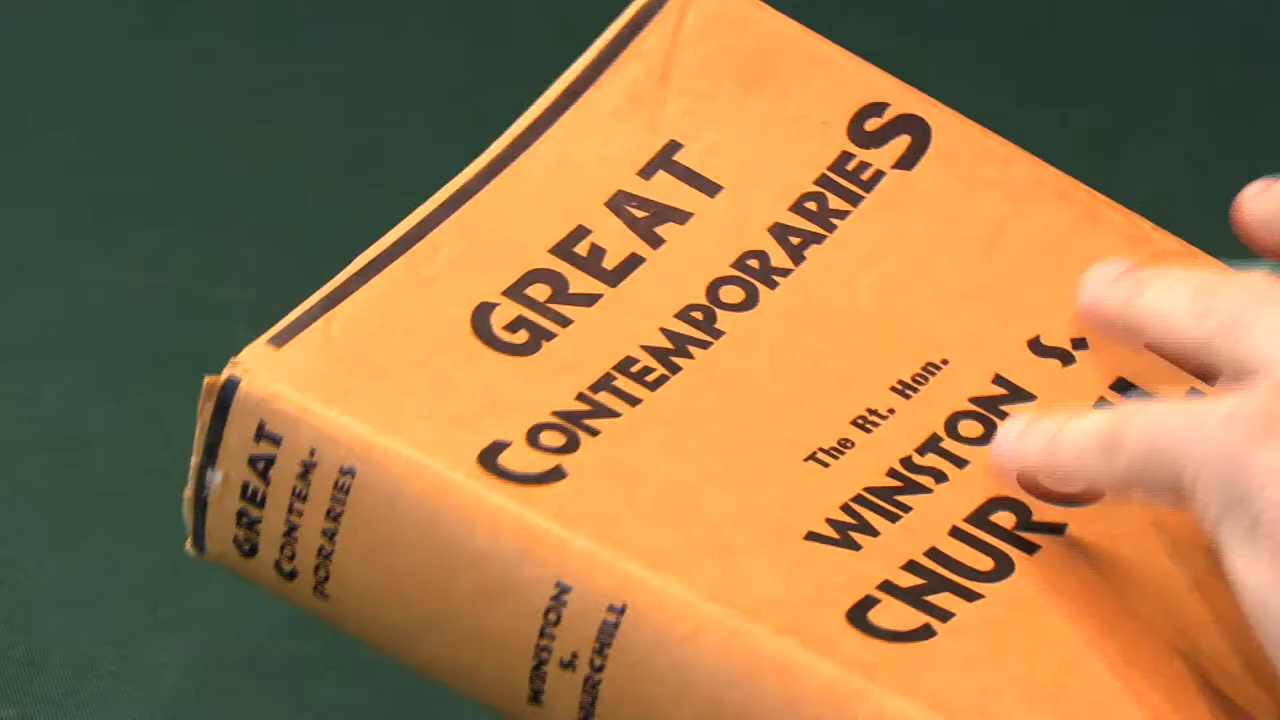 GREAT
CONTEMPORARIES
The Rt. Hon.
WINSTON S.
GREAT
CONTEM-
PORARIES
WINSTON
S.